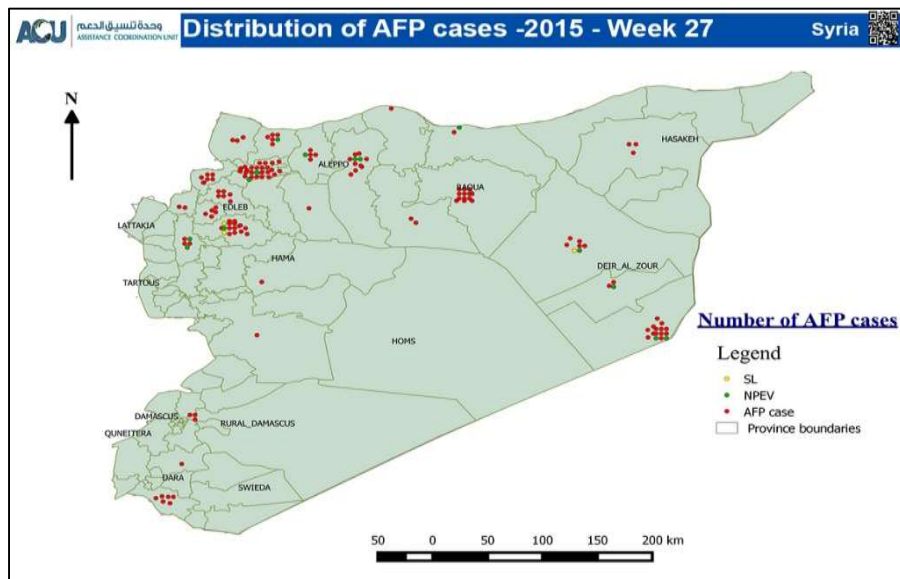 ACU
وحدة تنسيق الدعم
ASSISTANCE COORDINATION UNIT
Distribution of AFP cases -2015 - Week 27
Syria
N
HASAKEH
ALEPPO
RAQUA
EDLEB
LATTAKIA
HAMA
DEIR_AL_ZOUR
TARTOUS
HOMS
DAMASCUS
RURAL_DAMASCUS
QUNEITERA
DARA
SWIEDA
Number of AFP cases
Legend
SL
NPEV
AFP case
Province boundaries
50 0 50 100 150 200 km